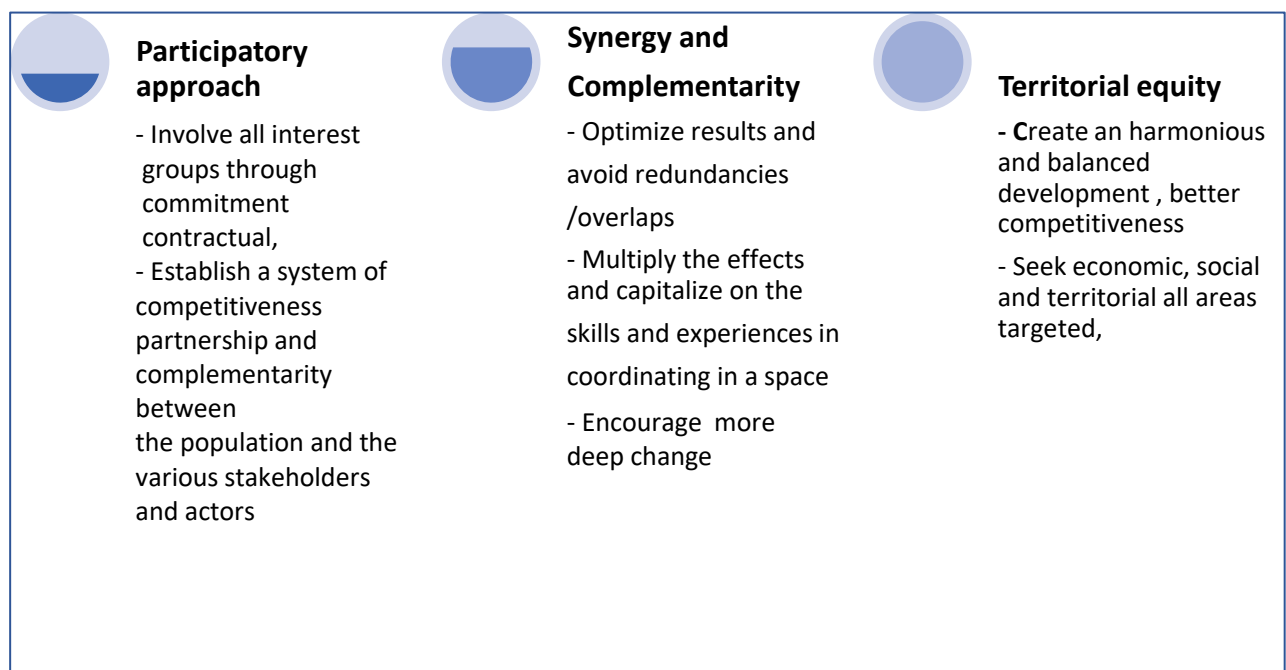 Participatory
approach
- Involve all interest
groups through
commitment
contractual,
- Establish a system of
competitiveness
partnership and
complementarity
between
the population and the
various stakeholders
and actors
Synergy and
Complementarity
- Optimize results and
avoid redundancies
/overlaps
- Multiply the effects
and capitalize on the
skills and experiences in
coordinating in a space
- Encourage more
deep change
Territorial equity
- Create an harmonious
and balanced
development , better
competitiveness
- Seek economic, social
and territorial all areas
targeted,